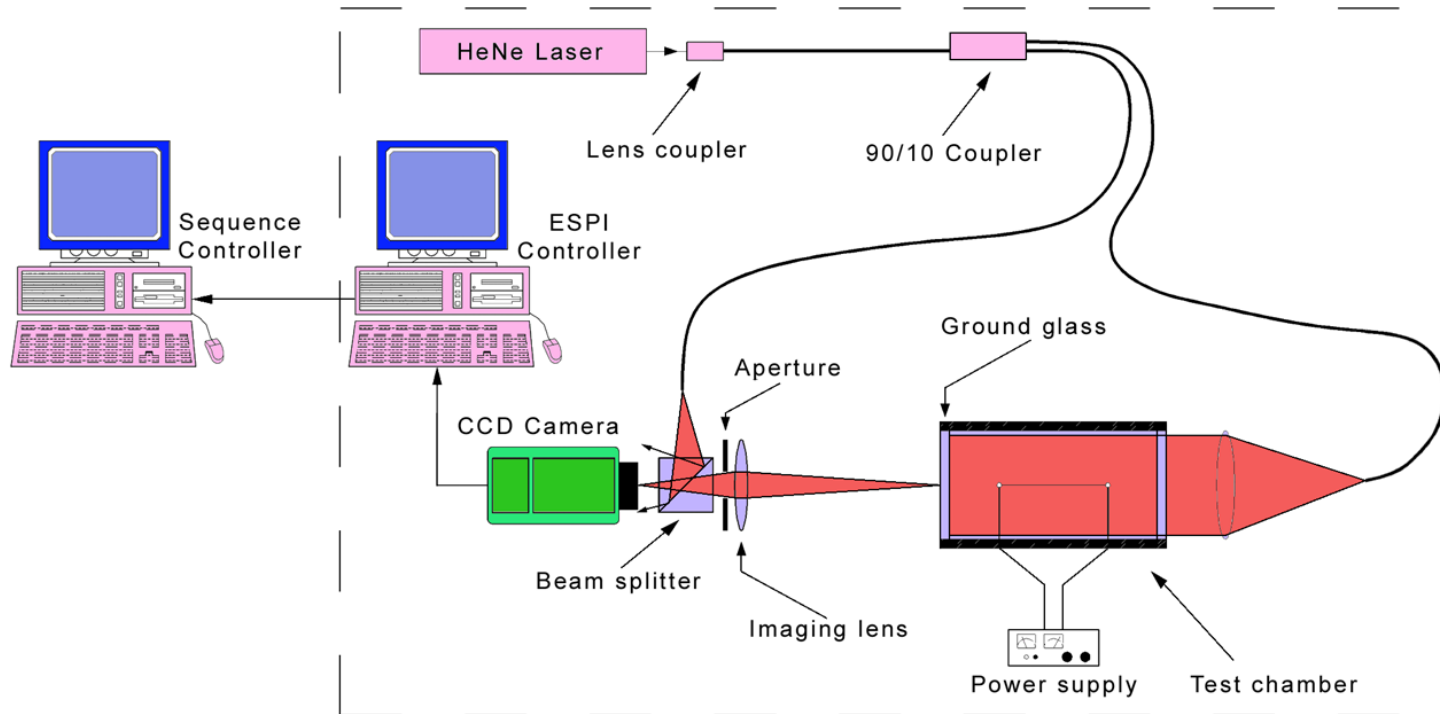 HeNe Laser
Lens coupler
90/10 Coupler
Sequence
Controller
ESPI
Controller
Ground glass
Aperture
CCD Camera
Beam splitter
Imaging lens
Power supply
Test chamber